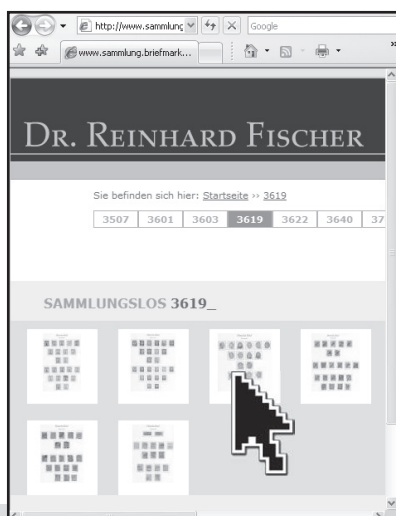 http://www.sammlung
Google
www.sammlung.briefmark...
»
DR. REINHARD FISCHER
Sie befinden sich hier: Startseite ›› 3619
3507 3601 3603 3619 3622 3640 37
SAMMLUNGSLOS 3619_